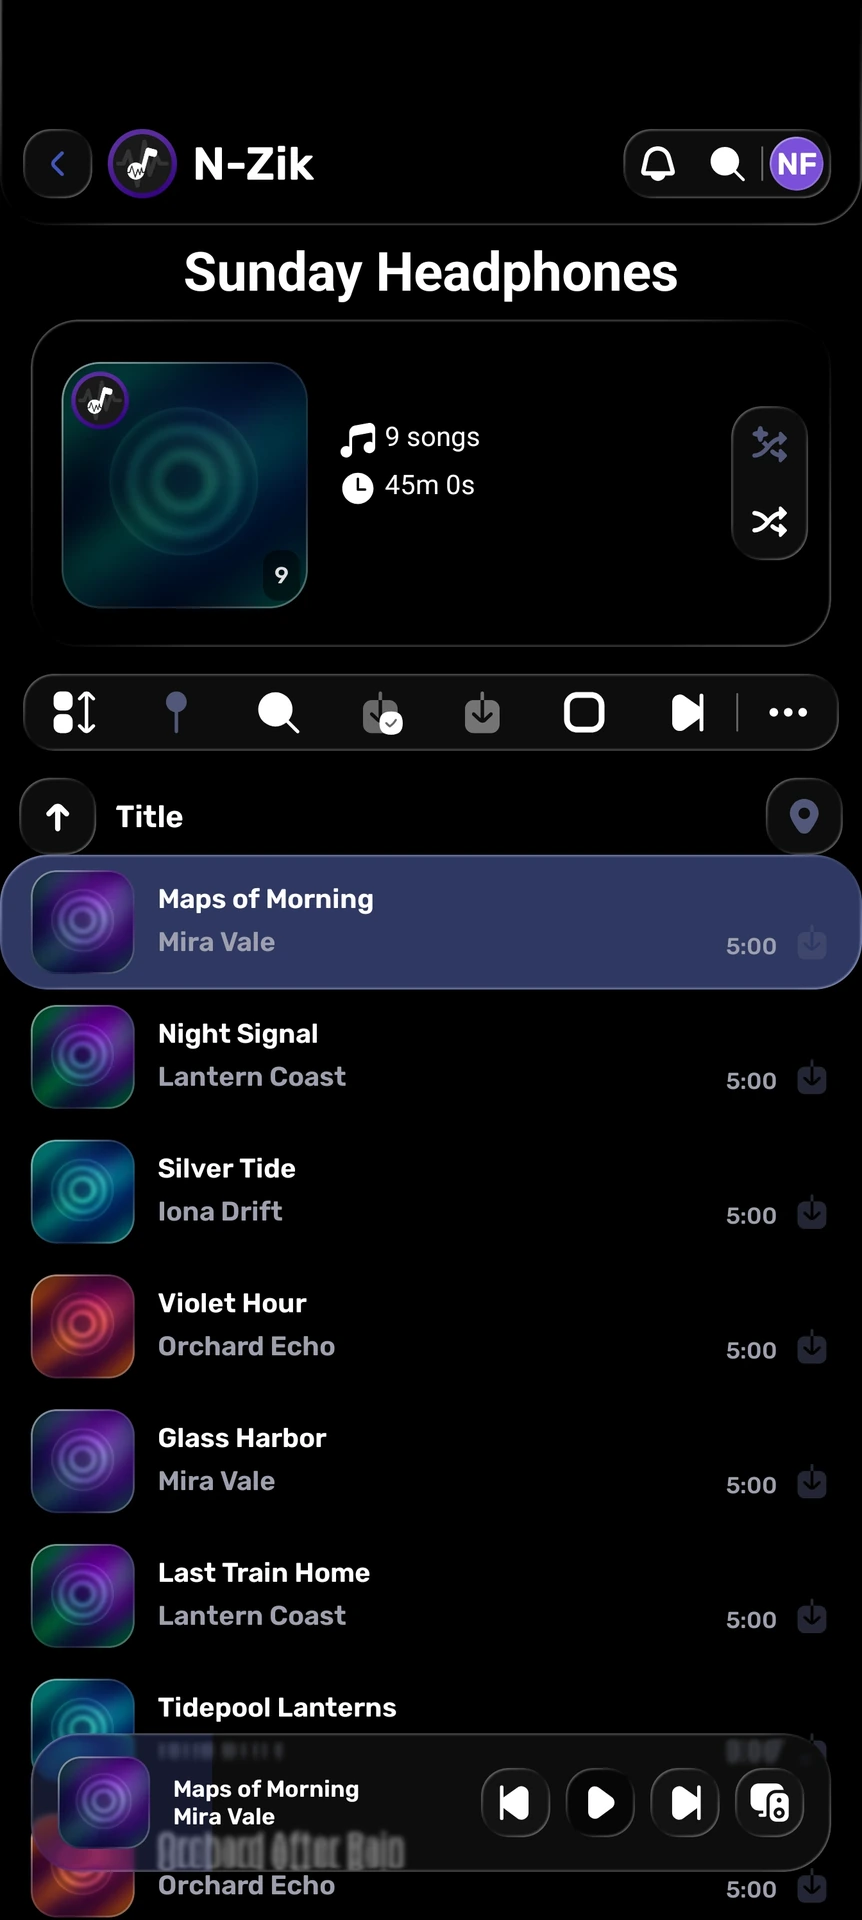 N-Zik
NF
Sunday Headphones
9 songs
45m 0s
9
Title
Maps of Morning
Mira Vale
5:00
Night Signal
Lantern Coast
5:00
Silver Tide
Iona Drift
5:00
Violet Hour
Orchard Echo
5:00
Glass Harbor
Mira Vale
5:00
Last Train Home
Lantern Coast
5:00
Tidepool Lanterns
Maps of Morning
Mira Vale
Orchard After Rain
Orchard Echo
5:00